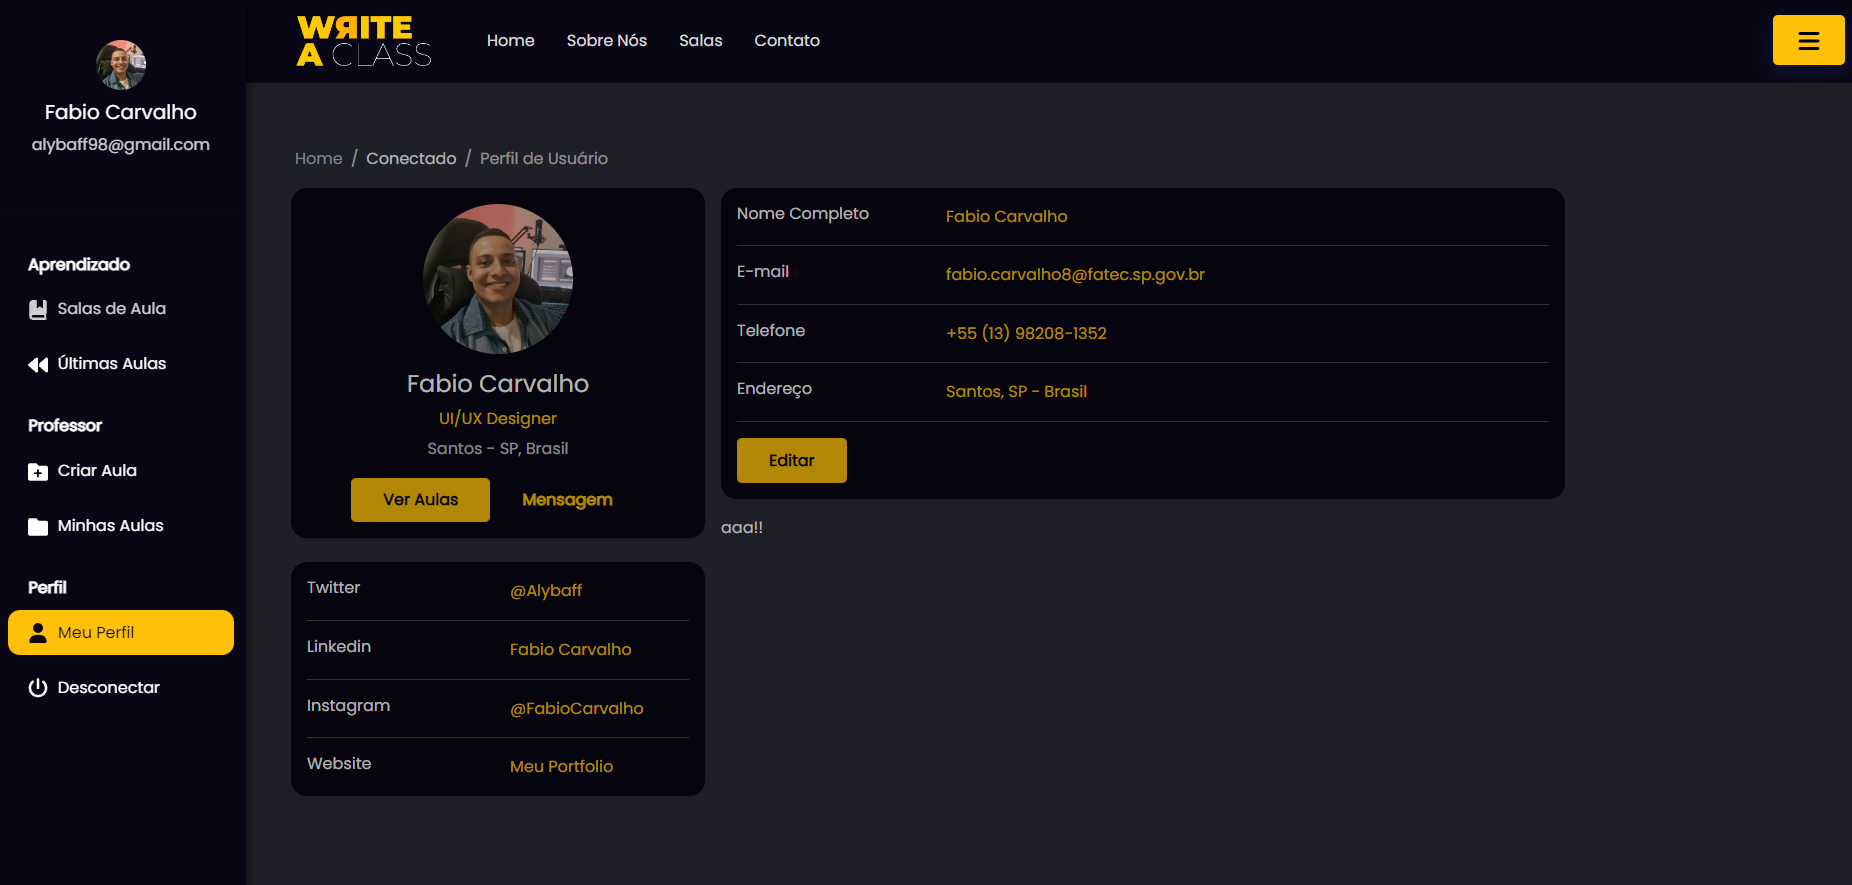 Fabio Carvalho
alybaff98@gmail.com
Aprendizado
Salas de Aula
Últimas Aulas
Professor
Criar Aula
Minhas Aulas
Perfil
Meu Perfil
Desconectar
WЯITE
A CLASS
Home Sobre Nós Salas Contato
Home / Conectado / Perfil de Usuário
Fabio Carvalho
UI/UX Designer
Santos - SP, Brasil
Ver Aulas Mensagem
Twitter @Alybaff
Linkedin Fabio Carvalho
Instagram @FabioCarvalho
Website Meu Portfolio
Nome Completo Fabio Carvalho
E-mail fabio.carvalho8@fatec.sp.gov.br
Telefone +55 (13) 98208-1352
Endereço Santos, SP - Brasil
Editar
aaa!!